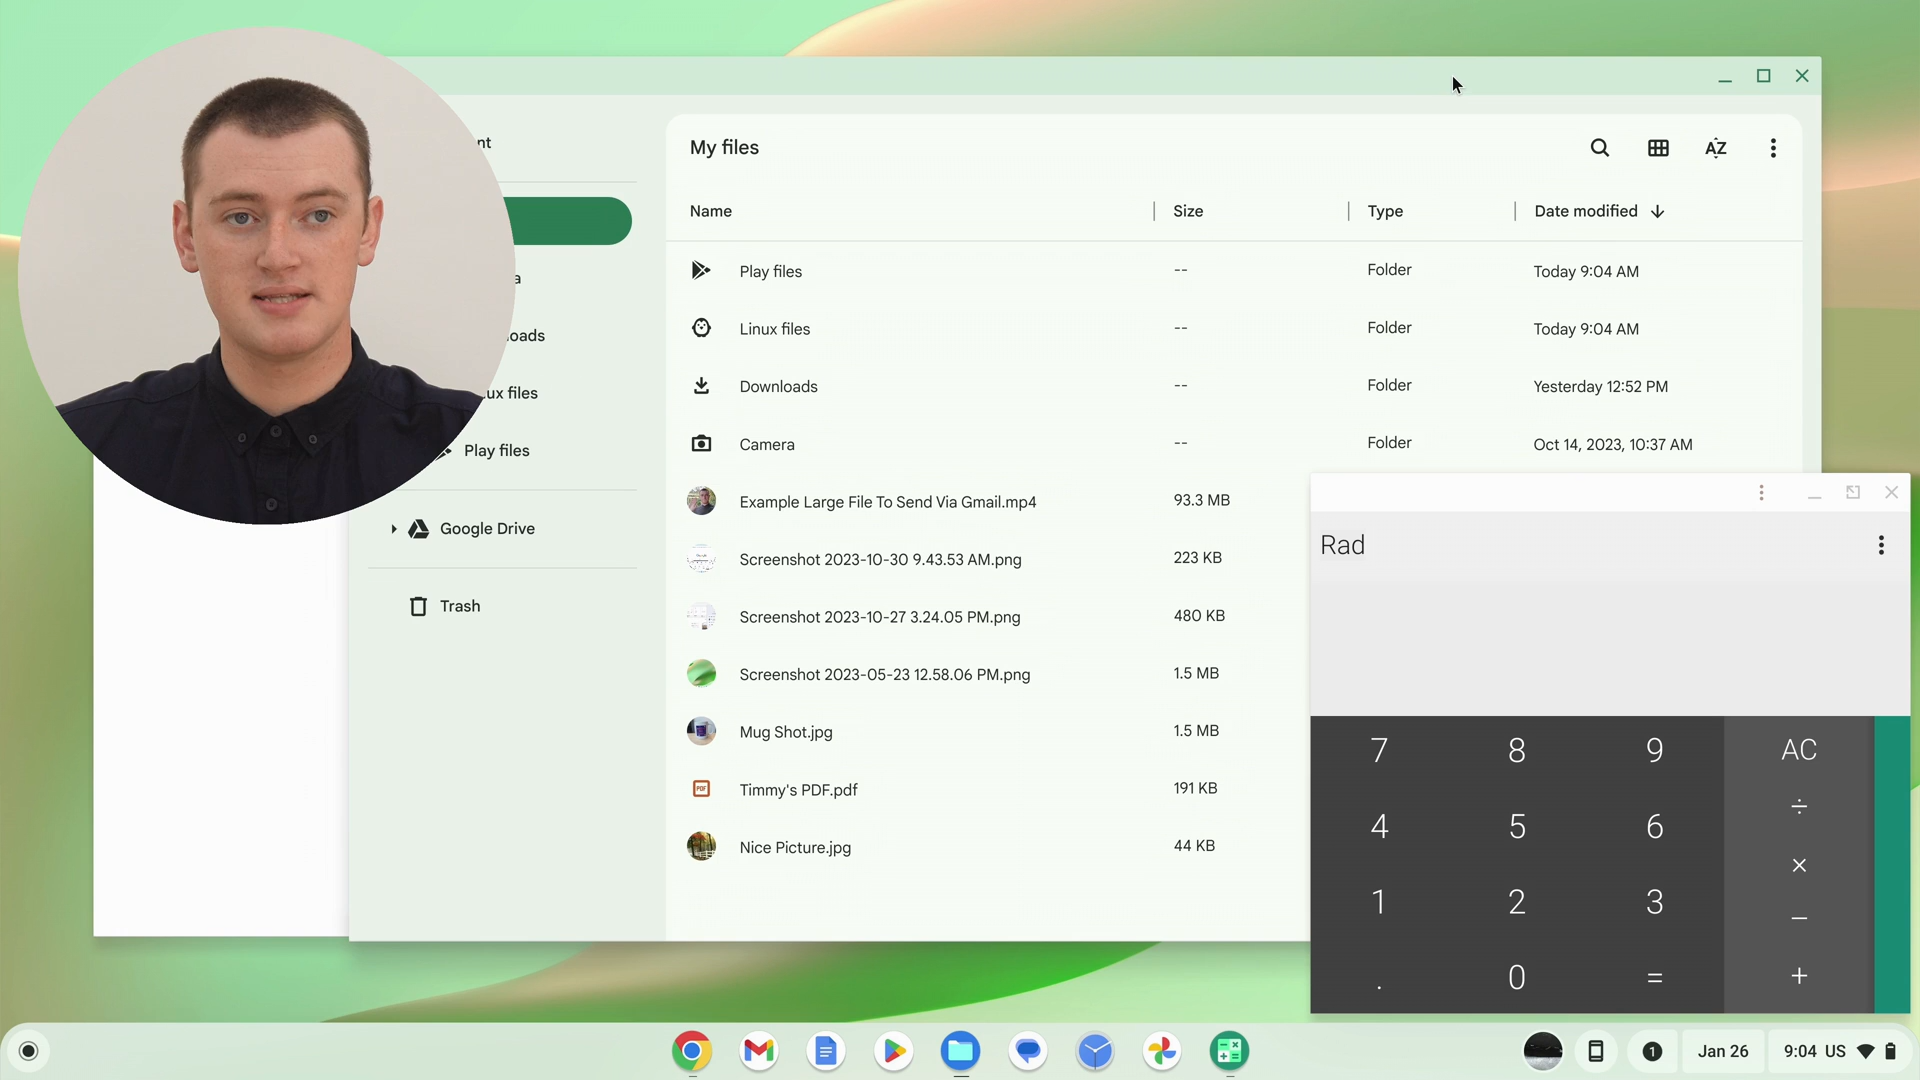 My files
Name Size Type Date modified
Play files -- Folder Today 9:04 AM
Linux files -- Folder Today 9:04 AM
Downloads -- Folder Yesterday 12:52 PM
Camera -- Folder Oct 14, 2023, 10:37 AM
Example Large File To Send Via Gmail.mp4 93.3 MB
Screenshot 2023-10-30 9.43.53 AM.png 223 KB
Screenshot 2023-10-27 3.24.05 PM.png 480 KB
Screenshot 2023-05-23 12.58.06 PM.png 1.5 MB
Mug Shot.jpg 1.5 MB
PDF Timmy's PDF.pdf 191 KB
Nice Picture.jpg 44 KB
nt
a
oads
ux files
Play files
Google Drive
Trash
Rad
7 8 9 AC
÷
4 5 6
×
1 2 3
−
. 0 = +
1 Jan 26 9:04 US